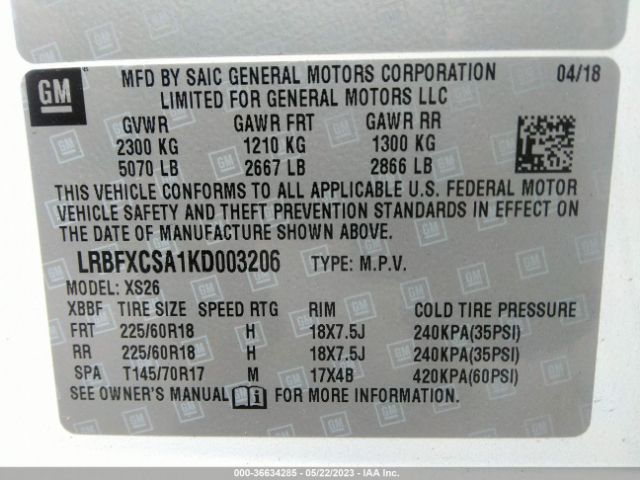 GM
MFD BY SAIC GENERAL MOTORS CORPORATION 04/18
LIMITED FOR GENERAL MOTORS LLC
GVWR GAWR FRT GAWR RR
2300 KG 1210 KG 1300 KG
5070 LB 2667 LB 2866 LB
THIS VEHICLE CONFORMS TO ALL APPLICABLE U.S. FEDERAL MOTOR
VEHICLE SAFETY AND THEFT PREVENTION STANDARDS IN EFFECT ON
THE DATE OF MANUFACTURE SHOWN ABOVE.
LRBFXCSA1KD003206 TYPE: M.P.V.
MODEL: XS26
XBBF TIRE SIZE SPEED RTG RIM COLD TIRE PRESSURE
FRT 225/60R18 H 18X7.5J 240KPA(35PSI)
RR 225/60R18 H 18X7.5J 240KPA(35PSI)
SPA T145/70R17 M 17X4B 420KPA(60PSI)
SEE OWNER'S MANUAL FOR MORE INFORMATION.
000-36634285 - 05/22/2023 - IAA Inc.